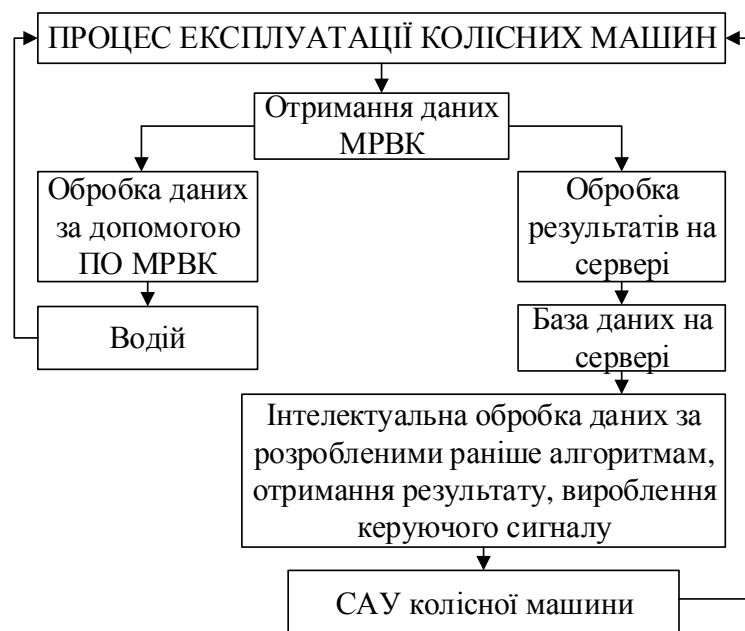 ПРОЦЕС ЕКСПЛУАТАЦІЇ КОЛІСНИХ МАШИН
Отримання даних
МРВК
Обробка даних
за допомогою
ПО МРВК
Водій
Обробка
результатів на
сервері
База даних на
сервері
Інтелектуальна обробка даних за
розробленими раніше алгоритмам,
отримання результату, вироблення
керуючого сигналу
САУ колісної машини